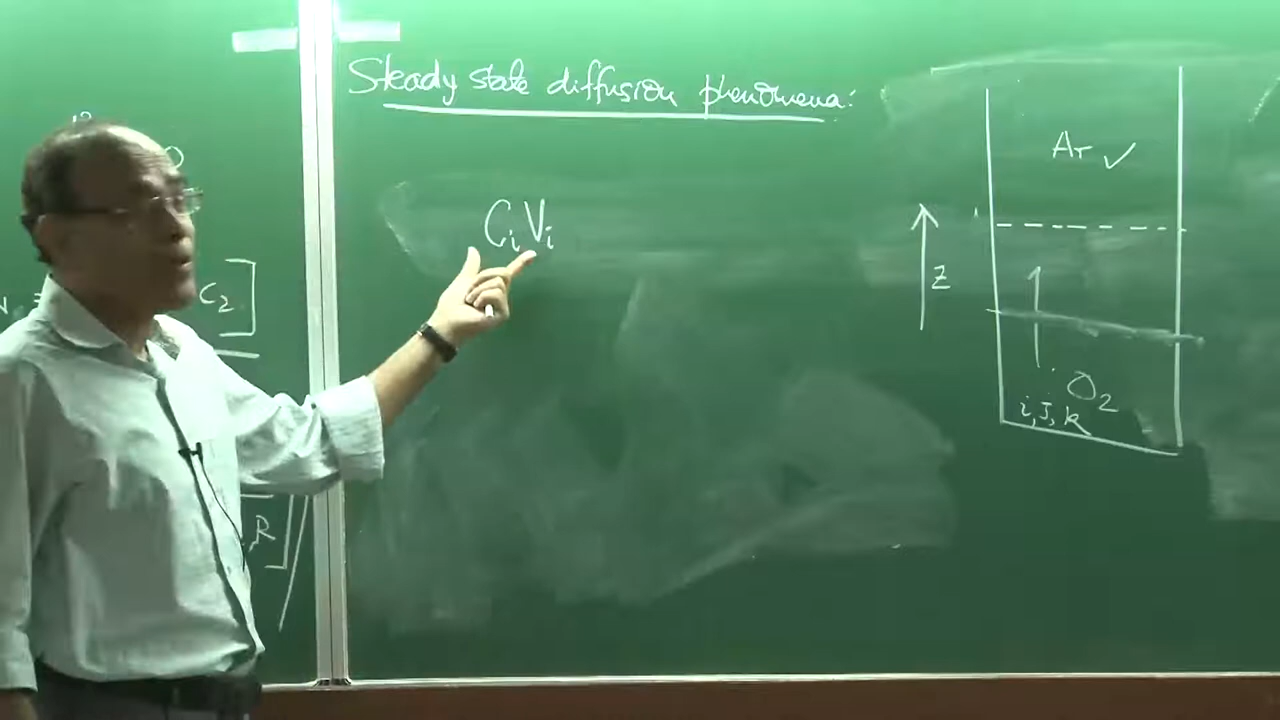 Steady state diffusion phenomena:
CᵢVᵢ
Ar ✓
Z
O₂
i, J, k
C₂]
, R]